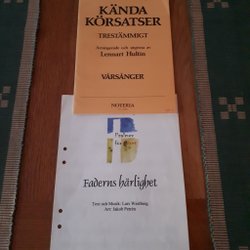 KÄNDA
KÖRSATSER
TRESTÄMMIGT
Arrangerade och utgivna av
Lennart Hultin
VÅRSÅNGER
NOTERIA
Psalmer
Faderns härlighet
Text och Musik: Lars
Arr: Jakob Petrén